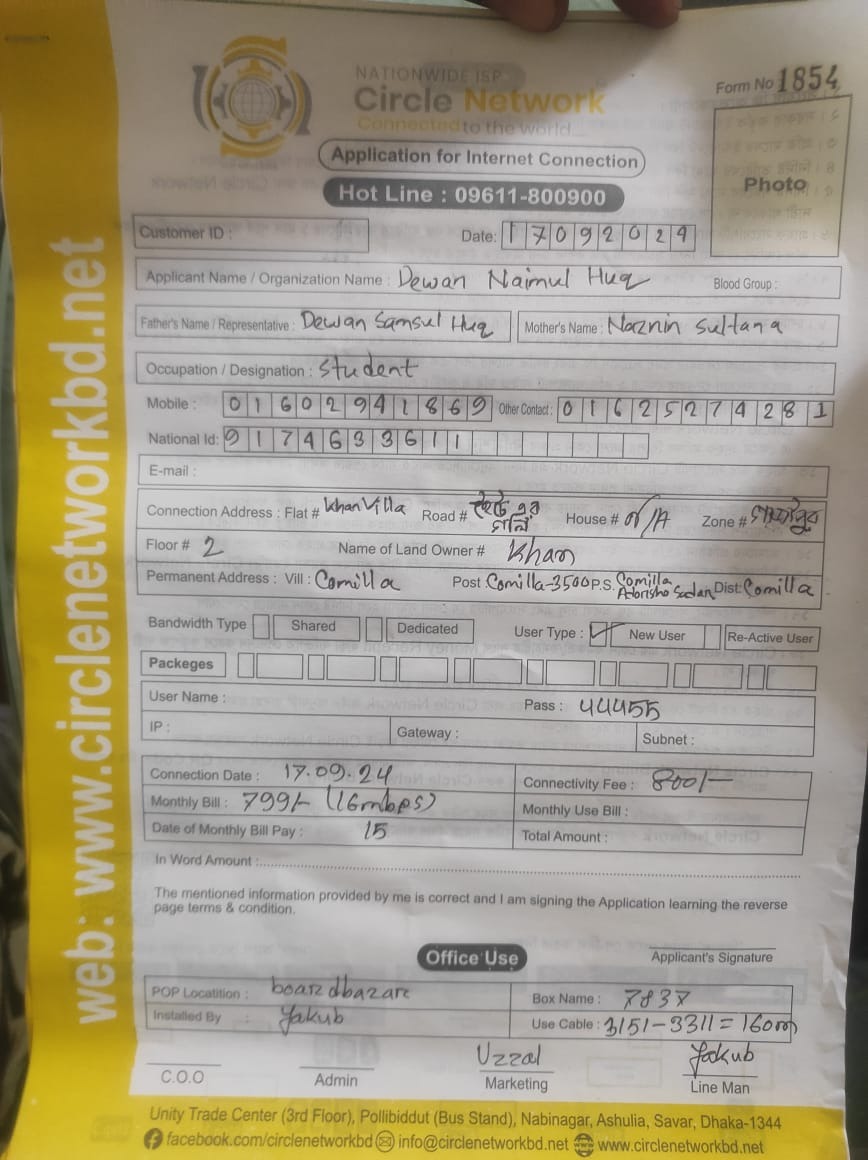 NATIONWIDE ISP
Circle Network
Connected to the world
Form No 1854
Application for Internet Connection
Photo
Hot Line : 09611-800900
Customer ID : Date: 17092024
Applicant Name / Organization Name : Dewan Naimul Huq Blood Group :
Father's Name / Representative : Dewan Samsul Huq Mother's Name : Naznin Sultana
Occupation / Designation : Student
Mobile : 01602941869 Other Contact : 01625274281
National Id: 9174633611
E-mail :
Connection Address : Flat # Khan Villa Road # House # N/A Zone #
Floor # 2 Name of Land Owner # Khan
Permanent Address : Vill : Comilla Post : Comilla-3500 P.S. Comilla Adorsho Sadar Dist: Comilla
Bandwidth Type Shared Dedicated User Type : New User Re-Active User
Packeges
User Name : Pass : 44455
IP : Gateway : Subnet :
Connection Date : 17.09.24 Connectivity Fee : 800/-
Monthly Bill : 799/- (16mbps) Monthly Use Bill :
Date of Monthly Bill Pay : 15 Total Amount :
In Word Amount :
The mentioned information provided by me is correct and I am signing the Application learning the reverse
page terms & condition.
Office Use Applicant's Signature
POP Locatition : boardbazare Box Name : 7837
Installed By : Yakub Use Cable : 3151-3311=160m
Uzzal Yakub
C.O.O Admin Marketing Line Man
Unity Trade Center (3rd Floor), Pollibiddut (Bus Stand), Nabinagar, Ashulia, Savar, Dhaka-1344
facebook.com/circlenetworkbd info@circlenetworkbd.net www.circlenetworkbd.net
web: www.circlenetworkbd.net